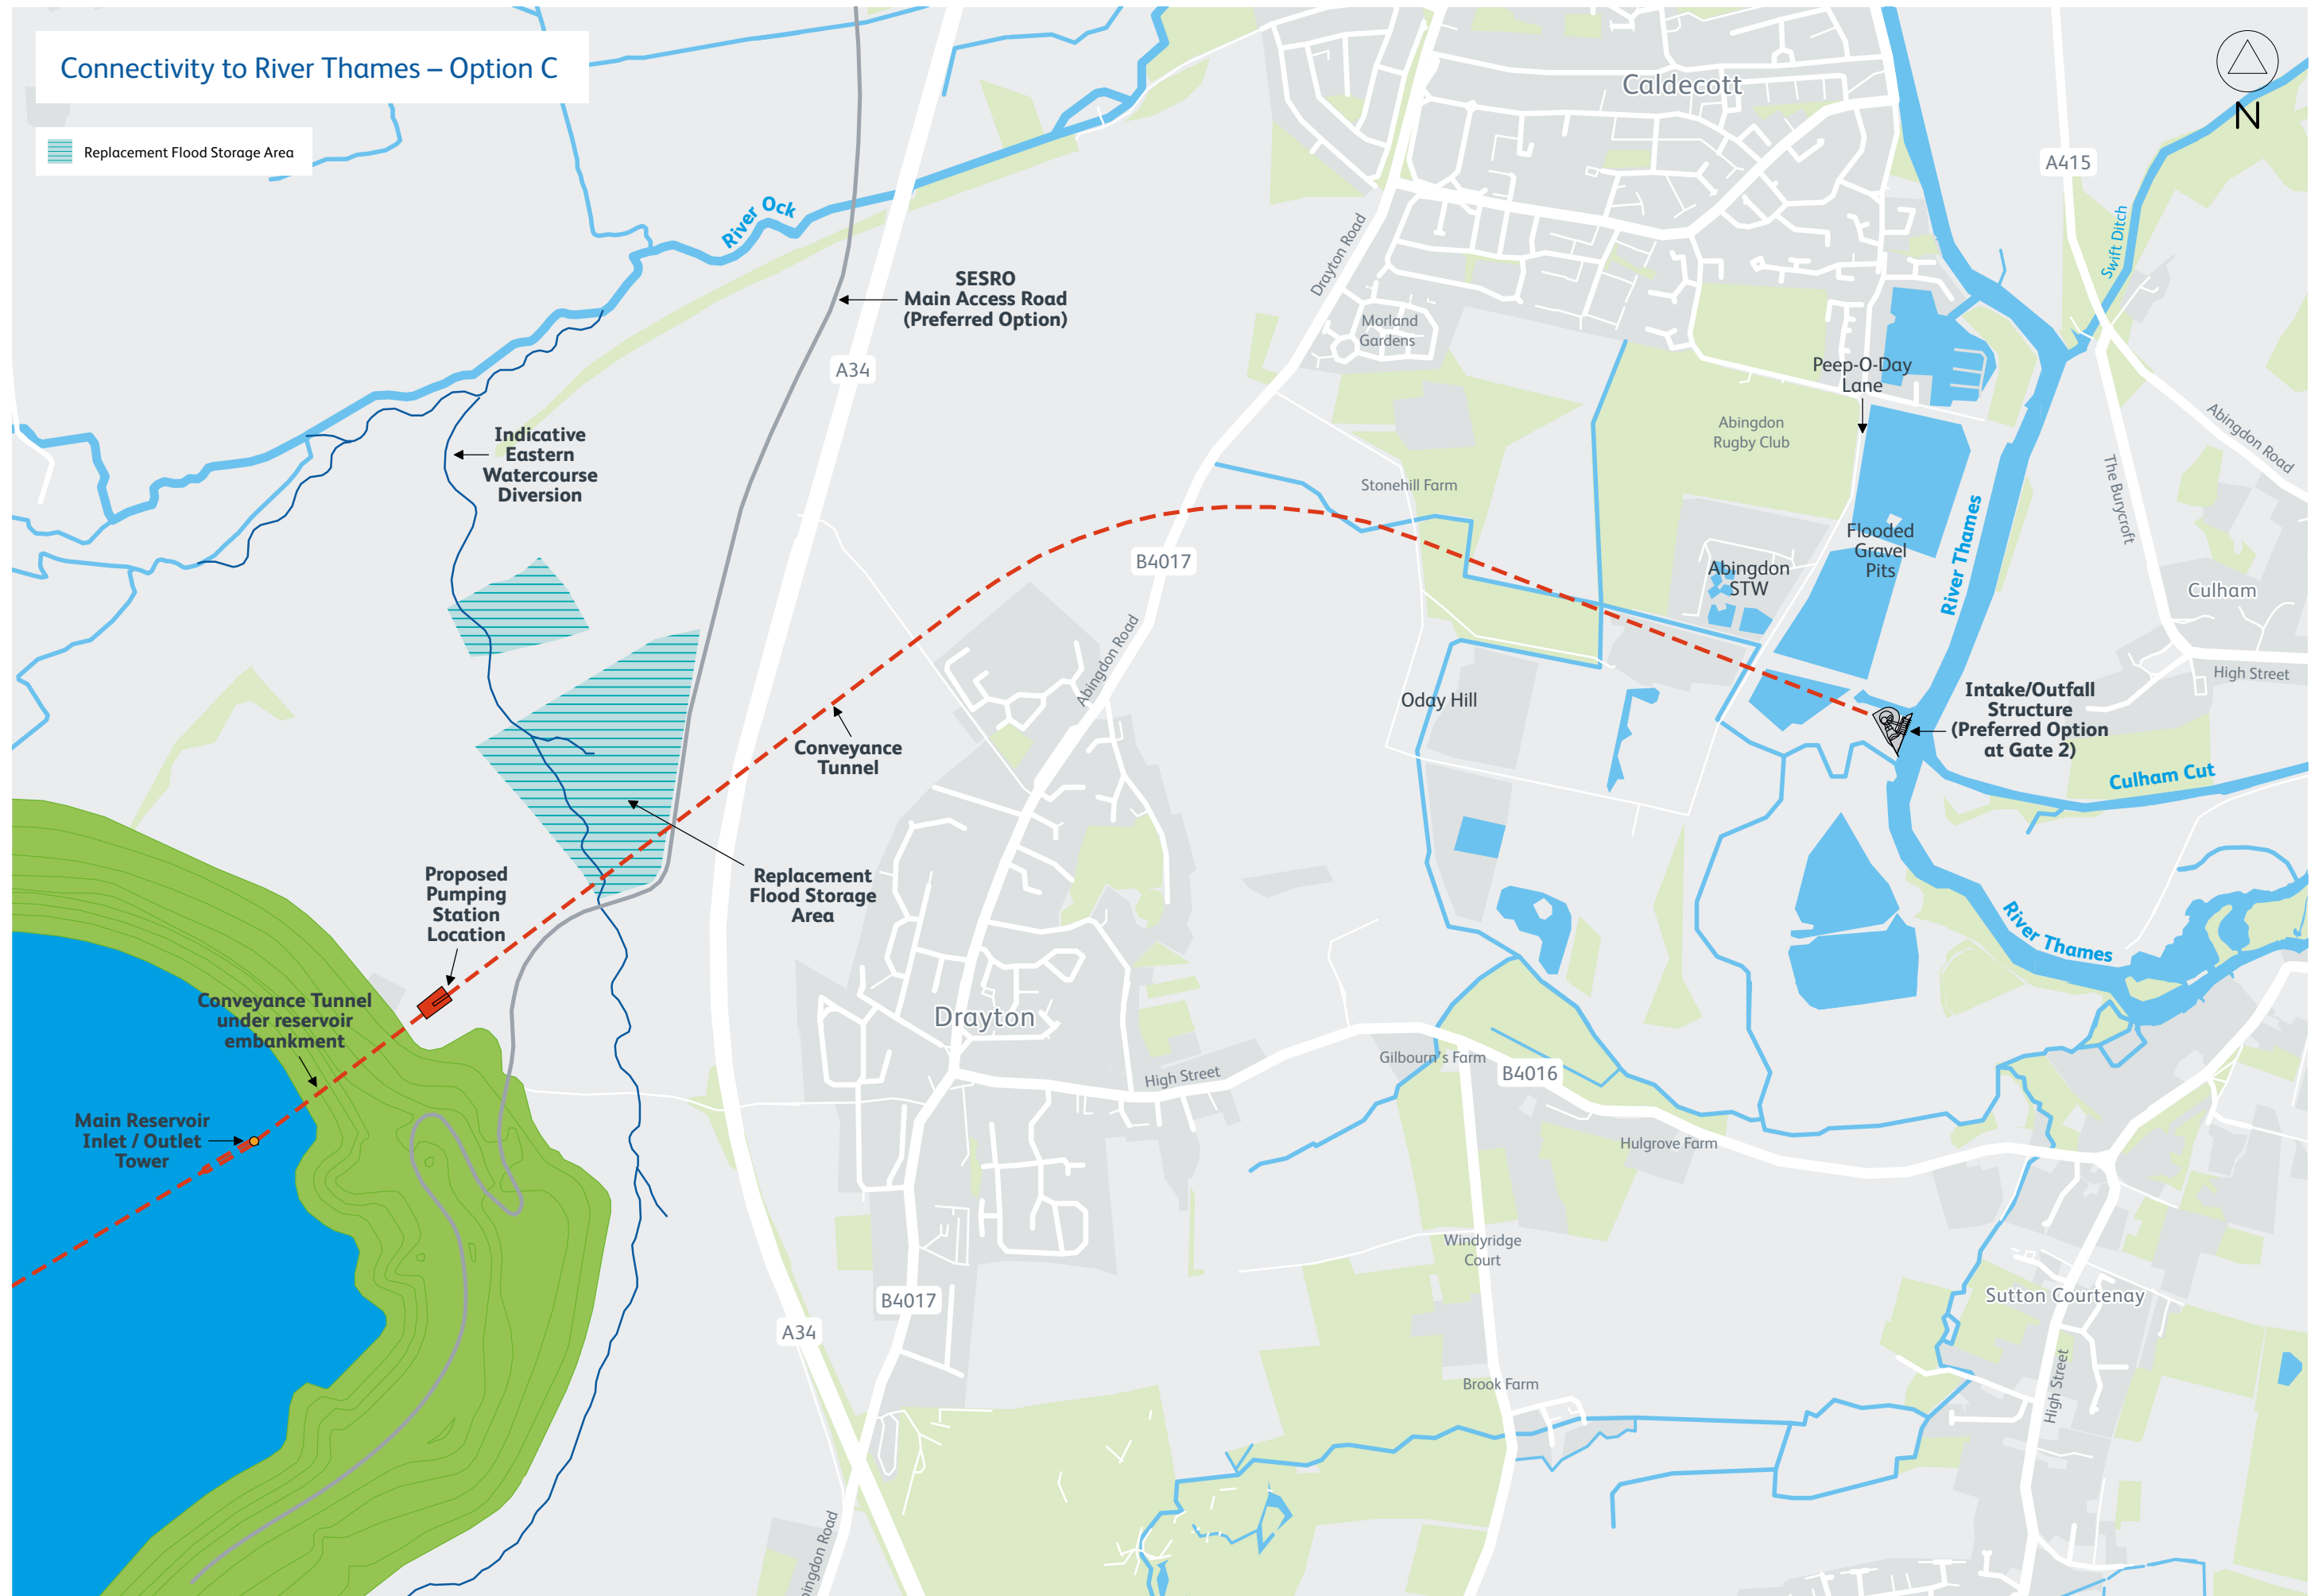 Connectivity to River Thames – Option C
Replacement Flood Storage Area
N
Caldecott
A415
Swift Ditch
River Ock
Drayton Road
SESRO
Main Access Road
(Preferred Option)
Morland
Gardens
A34
Peep-O-Day
Lane
Abingdon
Rugby Club
Abingdon Road
Indicative
Eastern
Watercourse
Diversion
The Burycroft
Stonehill Farm
River Thames
Flooded
Gravel
Pits
B4017
Abingdon
STW
Culham
Abingdon Road
High Street
Oday Hill
Intake/Outfall
Structure
(Preferred Option
at Gate 2)
Conveyance
Tunnel
Culham Cut
Proposed
Pumping
Station
Location
Replacement
Flood Storage
Area
River Thames
Conveyance Tunnel
under reservoir
embankment
Drayton
Gilbourn's Farm
High Street
B4016
Main Reservoir
Inlet / Outlet
Tower
Hulgrove Farm
Windyridge
Court
B4017
Sutton Courtenay
A34
Brook Farm
High Street
bingdon Road